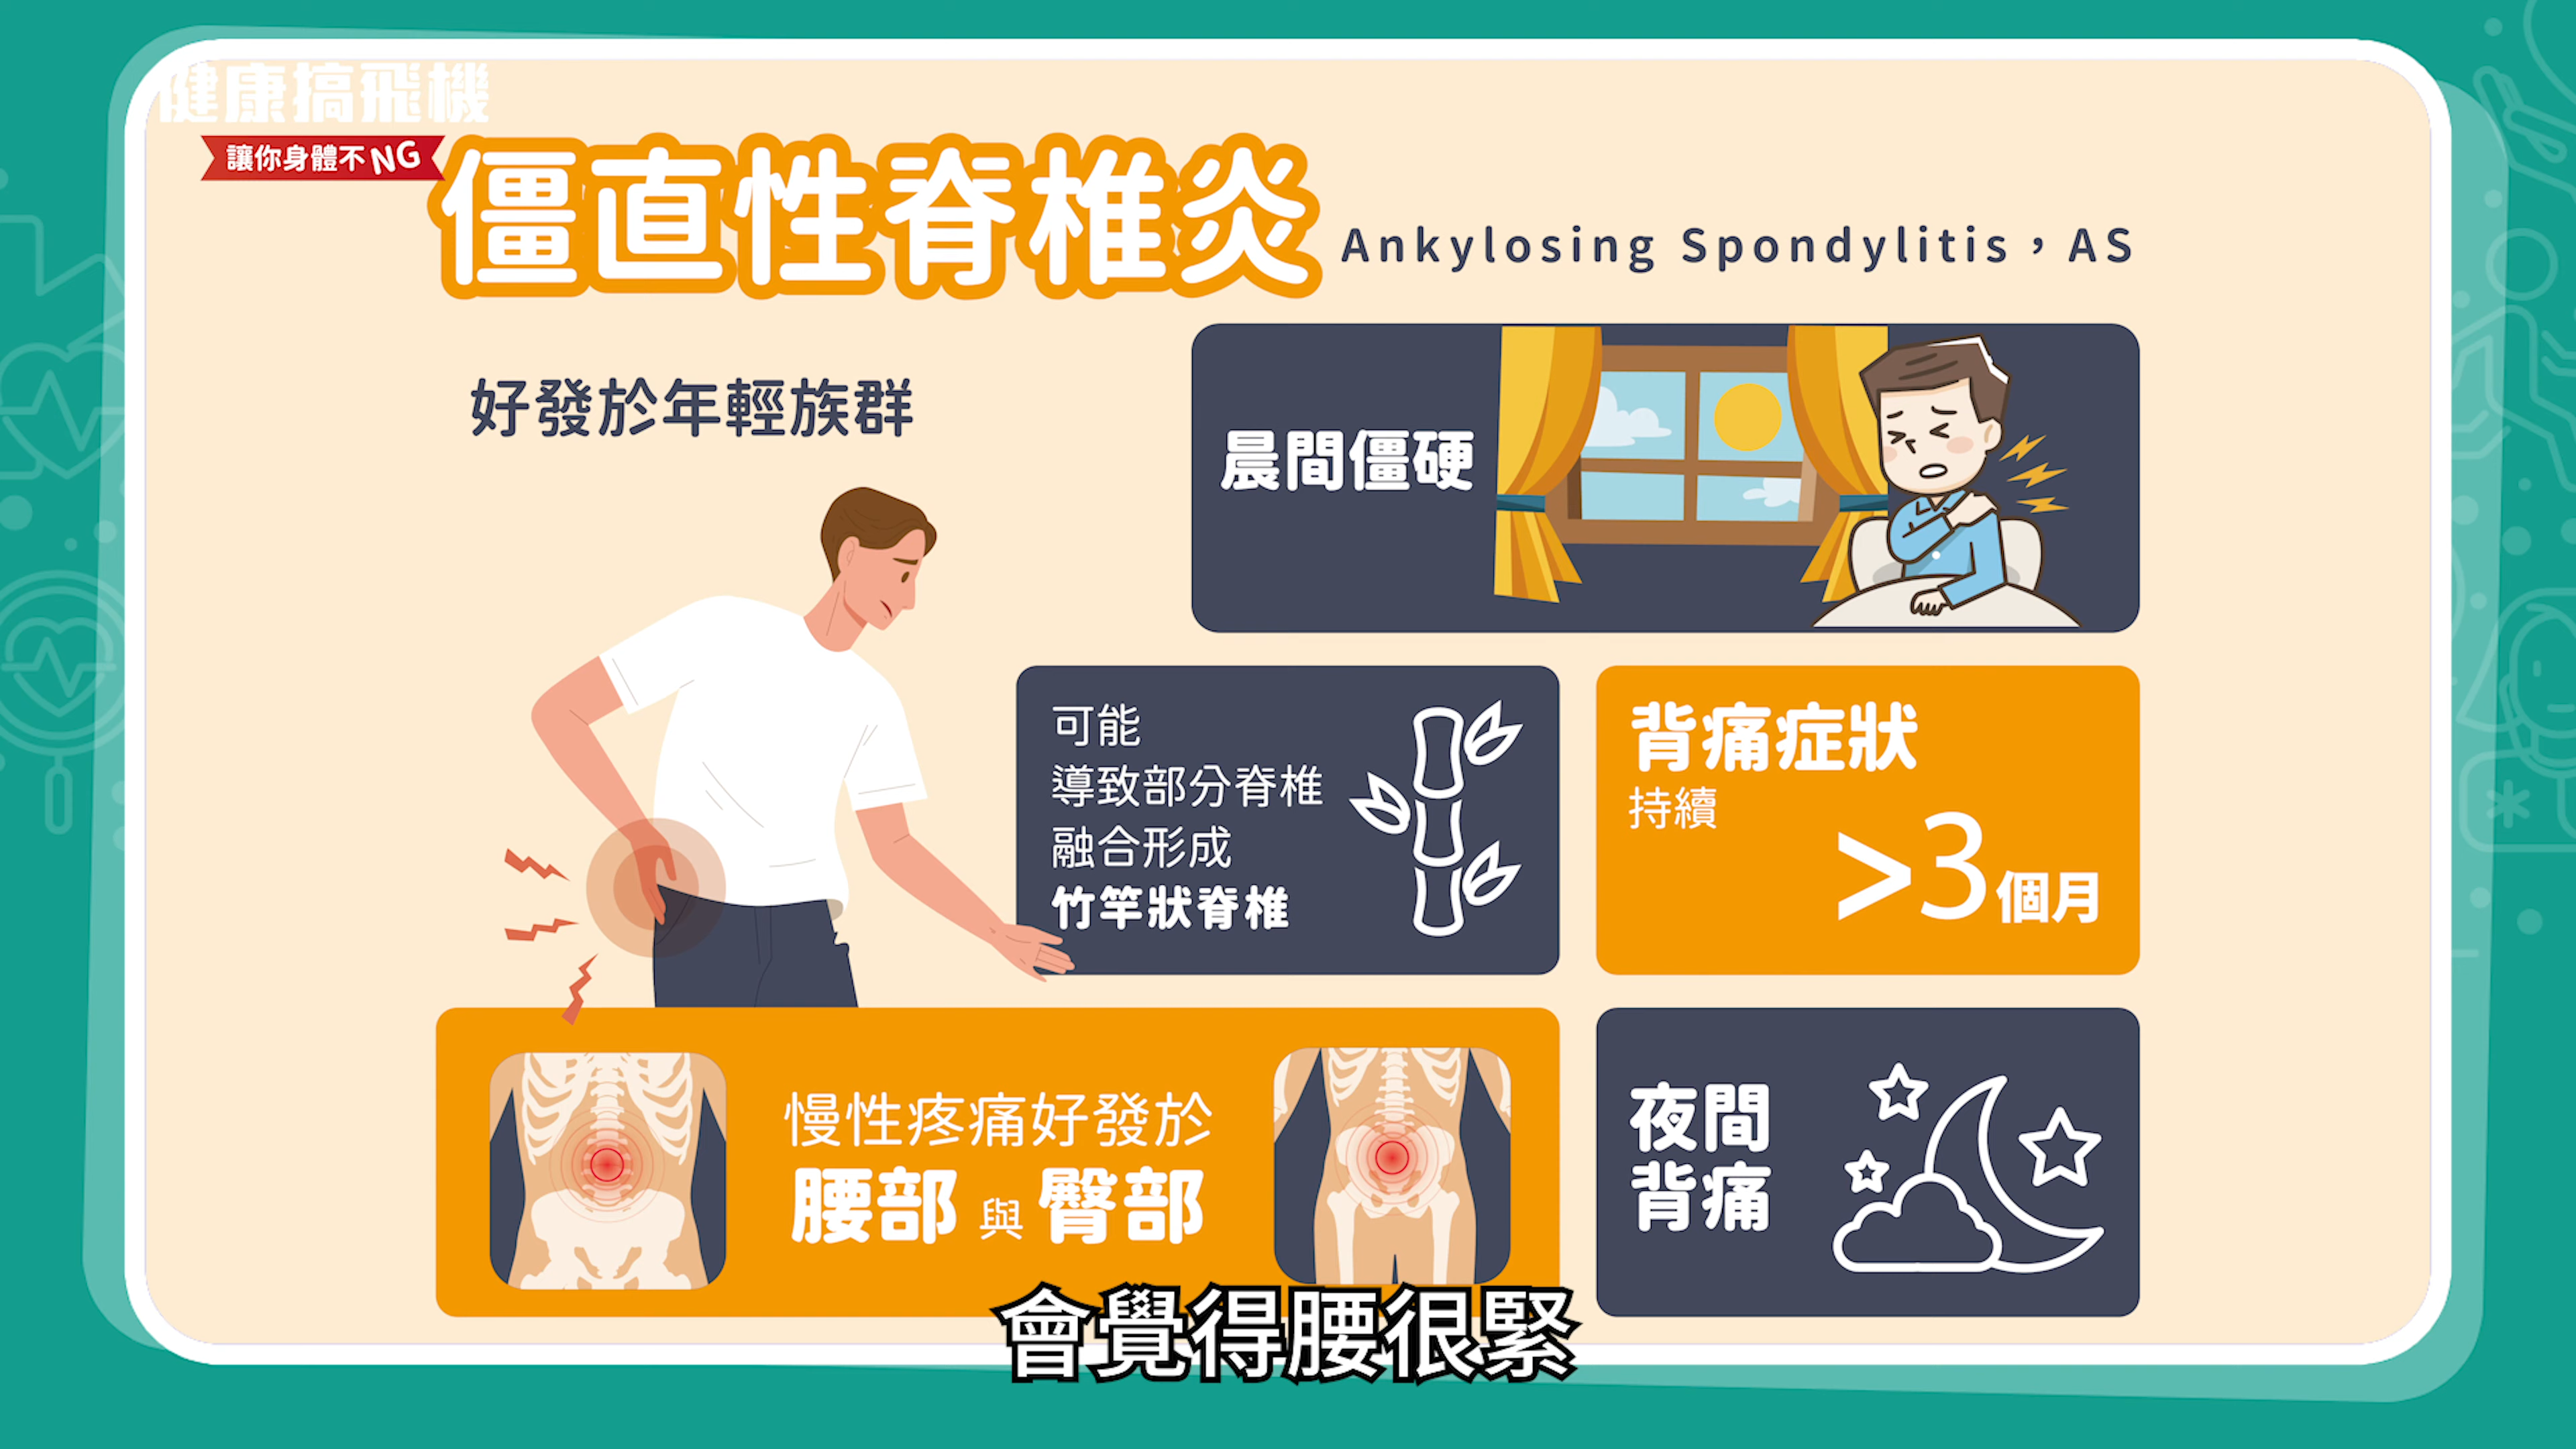 健康搞飛機
讓你身體不NG
僵直性脊椎炎
Ankylosing Spondylitis，AS
好發於年輕族群
晨間僵硬
可能
導致部分脊椎
融合形成
竹竿狀脊椎
背痛症狀
持續
>3個月
慢性疼痛好發於
腰部 與 臀部
夜間
背痛
會覺得腰很緊